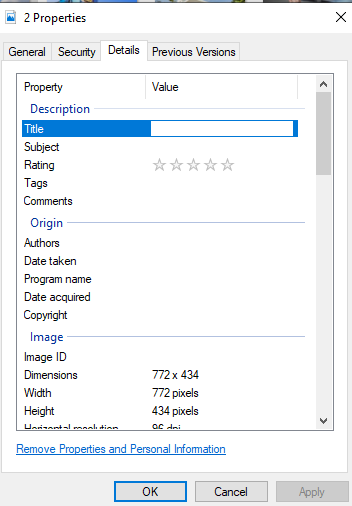 2 Properties
General Security Details Previous Versions
Property Value
Description
Title
Subject
Rating
Tags
Comments
Origin
Authors
Date taken
Program name
Date acquired
Copyright
Image
Image ID
Dimensions 772 x 434
Width 772 pixels
Height 434 pixels
Horizontal resolution 96 dpi
Remove Properties and Personal Information
OK Cancel Apply